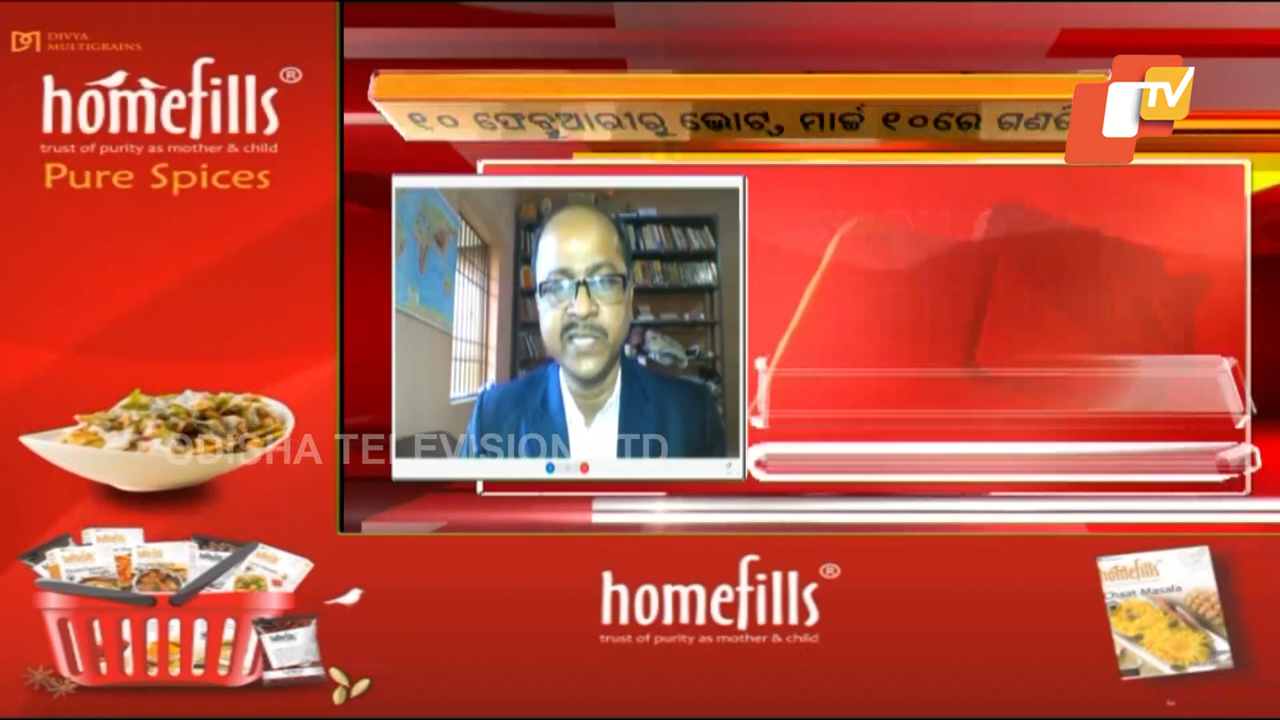 DIVYA
MULTIGRAINS
homefills®
trust of purity as mother & child
Pure Spices
TV
୧୦ ଫେବୃଆରୀରୁ ଭୋଟ୍, ମାର୍ଚ୍ଚ ୧୦ରେ
ODISHA TELEVISION LTD
homefills®
trust of purity as mother & child
homefills
Chaat Masala